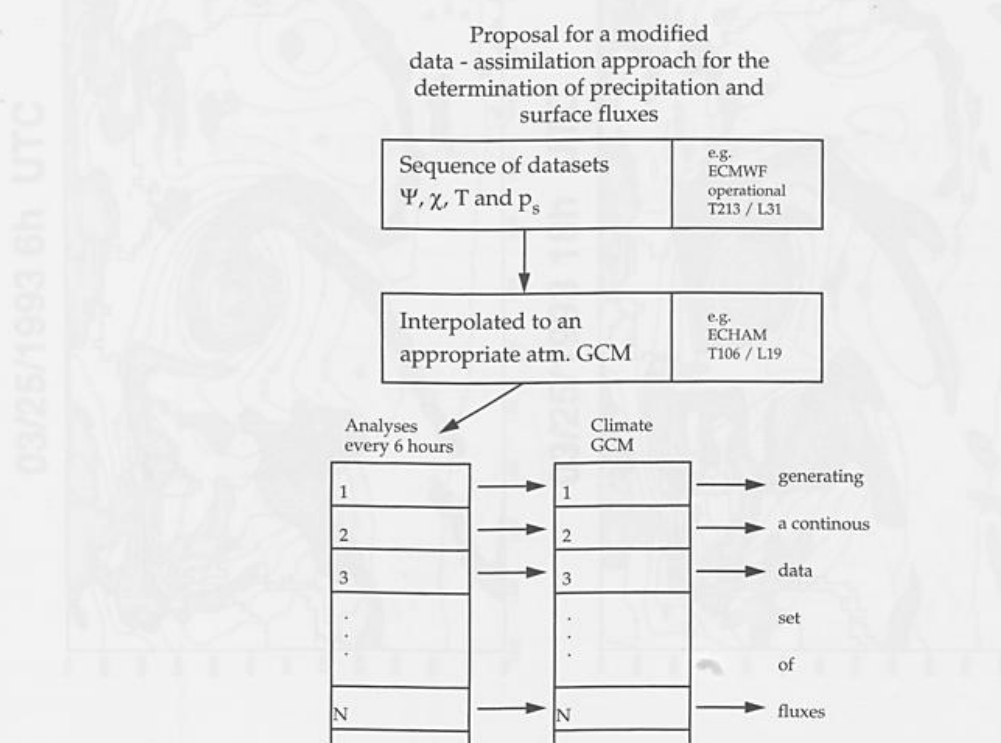 Proposal for a modified
data - assimilation approach for the
determination of precipitation and
surface fluxes
Sequence of datasets
Ψ, χ, T and pₛ
e.g.
ECMWF
operational
T213 / L31
Interpolated to an
appropriate atm. GCM
e.g.
ECHAM
T106 / L19
Analyses
every 6 hours
Climate
GCM
1
1
generating
2
2
a continous
3
3
data
set
of
N
N
fluxes
03/25/1993 6h UTC